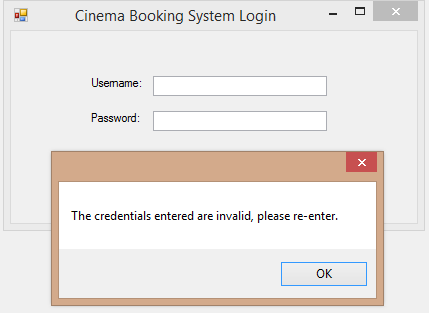 Cinema Booking System Login
Username:
Password:
The credentials entered are invalid, please re-enter.
OK